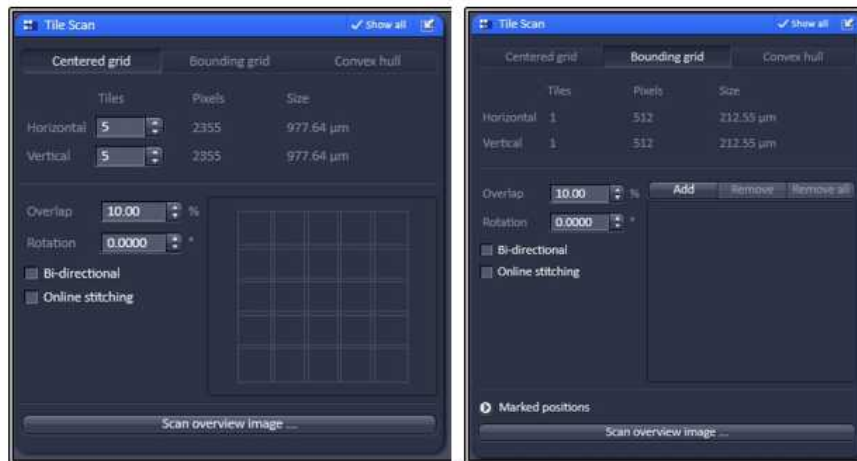 Tile Scan Show all
Centered grid Bounding grid Convex hull
Tiles Pixels Size
Horizontal 5 2355 977.64 µm
Vertical 5 2355 977.64 µm
Overlap 10.00 %
Rotation 0.0000 °
Bi-directional
Online stitching
Scan overview image ...
Tile Scan Show all
Centered grid Bounding grid Convex hull
Tiles Pixels Size
Horizontal 1 512 212.55 µm
Vertical 1 512 212.55 µm
Overlap 10.00 % Add Remove Remove all
Rotation 0.0000 °
Bi-directional
Online stitching
Marked positions
Scan overview image ...